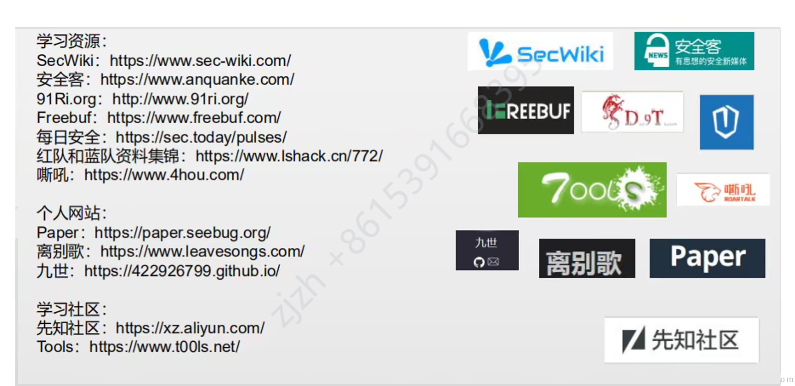 学习资源：
SecWiki：https://www.sec-wiki.com/
安全客：https://www.anquanke.com/
91Ri.org：http://www.91ri.org/
Freebuf：https://www.freebuf.com/
每日安全：https://sec.today/pulses/
红队和蓝队资料集锦：https://www.lshack.cn/772/
嘶吼：https://www.4hou.com/
个人网站：
Paper：https://paper.seebug.org/
离别歌：https://www.leavesongs.com/
九世：https://422926799.github.io/
学习社区：
先知社区：https://xz.aliyun.com/
Tools：https://www.t00ls.net/
SecWiki
NEWS
安全客
有思想的安全新媒体
FREEBUF
D_9T
7OOLS
嘶吼
ROARTALK
九世
离别歌
Paper
先知社区